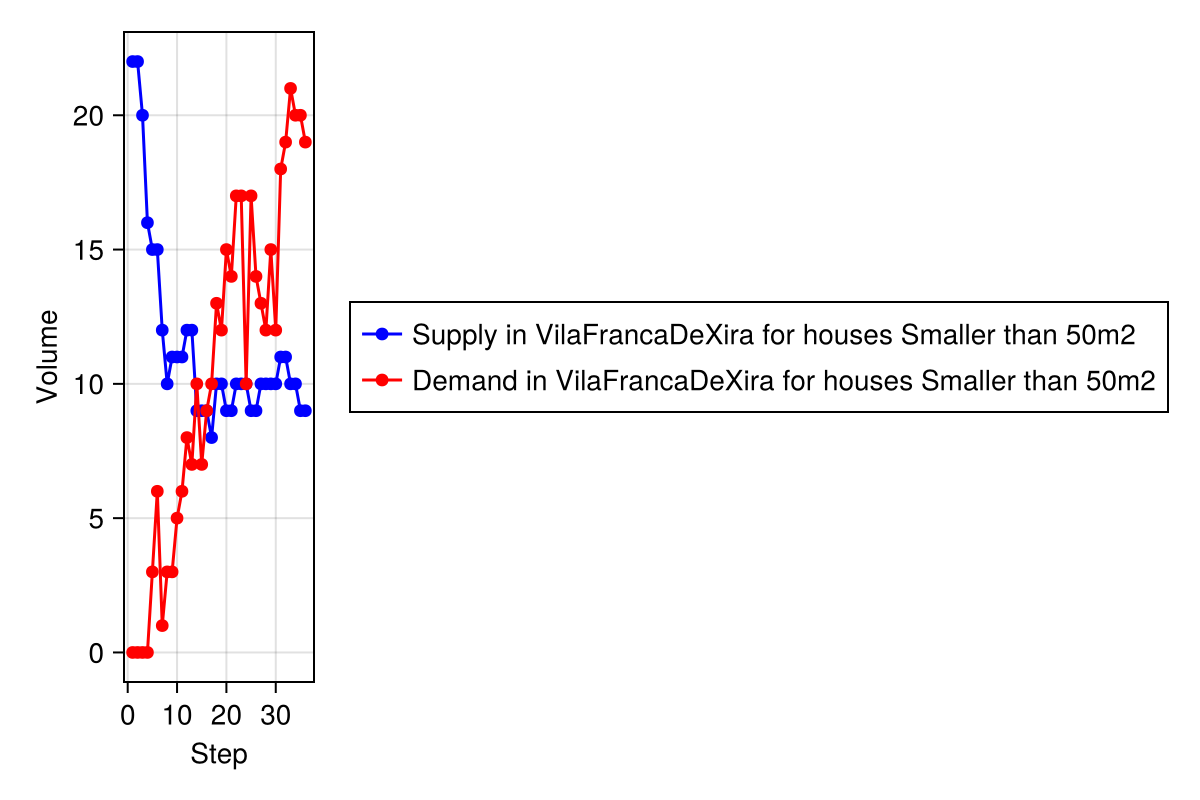 Volume
20
15
10
5
0
0 10 20 30
Step
Supply in VilaFrancaDeXira for houses Smaller than 50m2
Demand in VilaFrancaDeXira for houses Smaller than 50m2